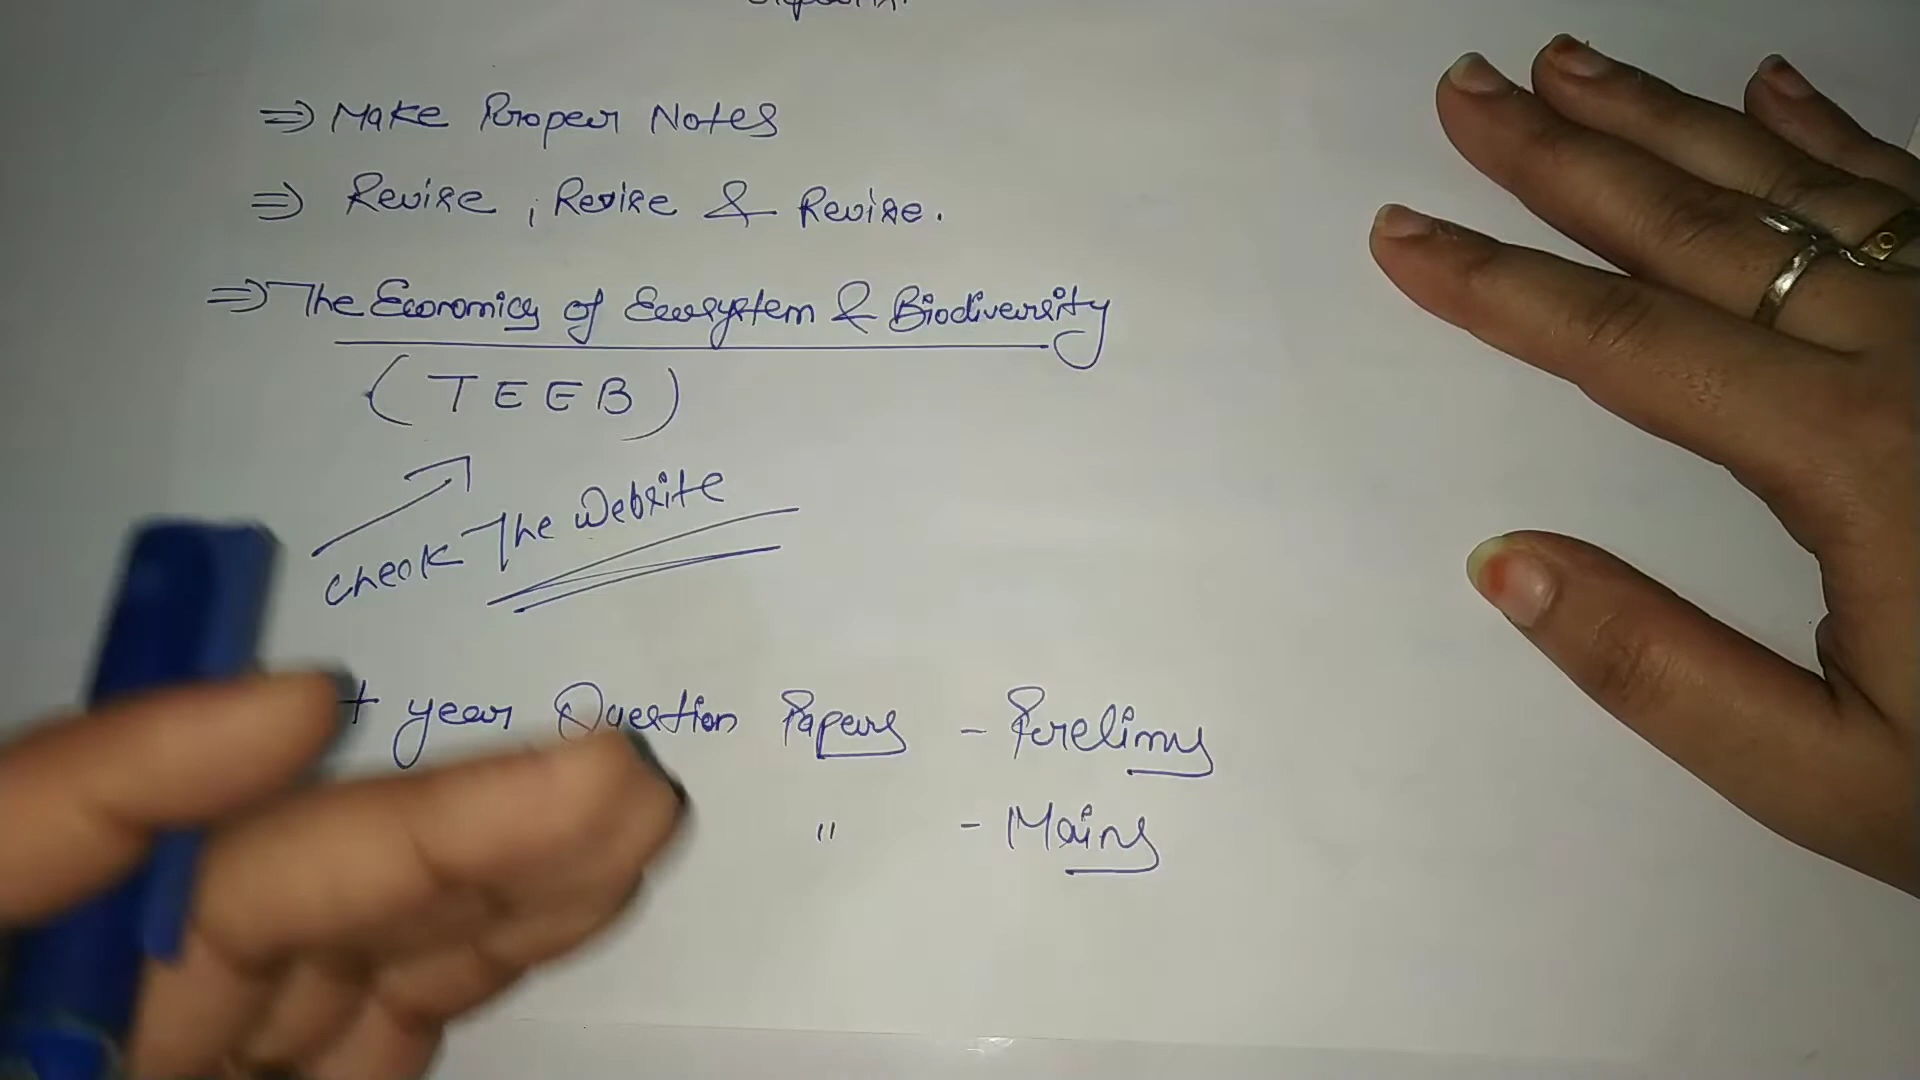 ⇒ Make Proper Notes
⇒ Revise, Revise & Revise.
⇒ The Economics of Ecosystem & Biodiversity
(TEEB)
check The Website
year Question Papers - Prelims
" - Mains